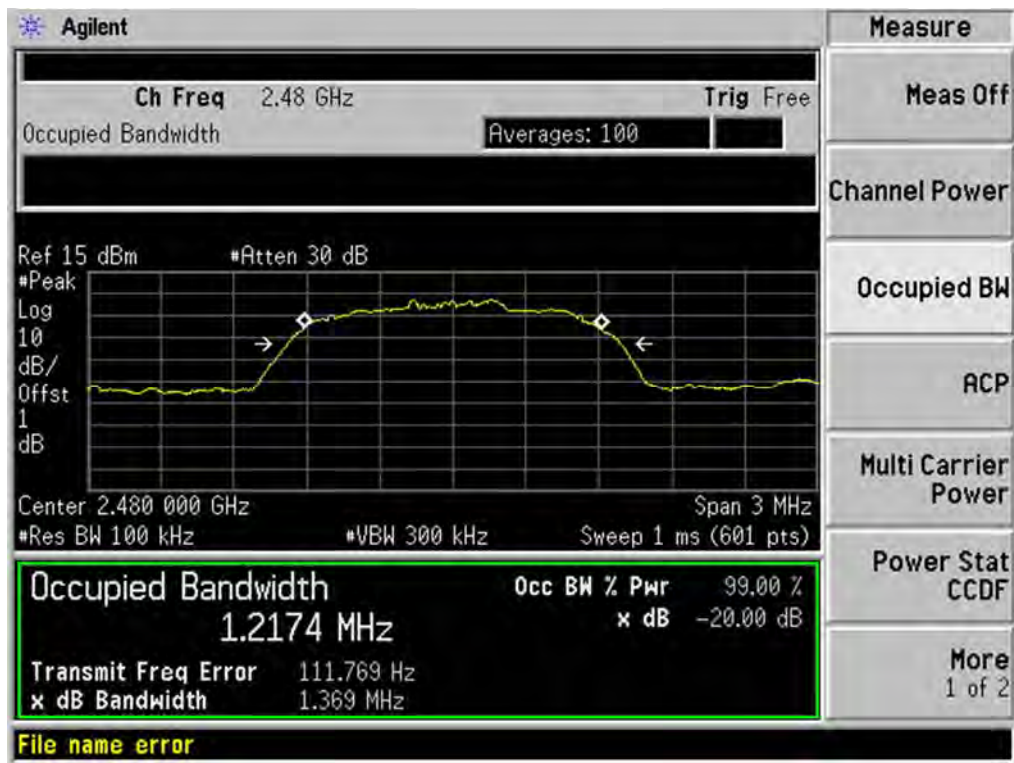 Agilent
Measure
Ch Freq 2.48 GHz Trig Free
Occupied Bandwidth Averages: 100
Meas Off
Channel Power
Occupied BW
ACP
Multi Carrier
Power
Power Stat
CCDF
More
1 of 2
Ref 15 dBm #Atten 30 dB
#Peak
Log
10
dB/
Offst
1
dB
Center 2.480 000 GHz Span 3 MHz
#Res BW 100 kHz #VBW 300 kHz Sweep 1 ms (601 pts)
Occupied Bandwidth Occ BW % Pwr 99.00 %
1.2174 MHz x dB -20.00 dB
Transmit Freq Error 111.769 Hz
x dB Bandwidth 1.369 MHz
File name error